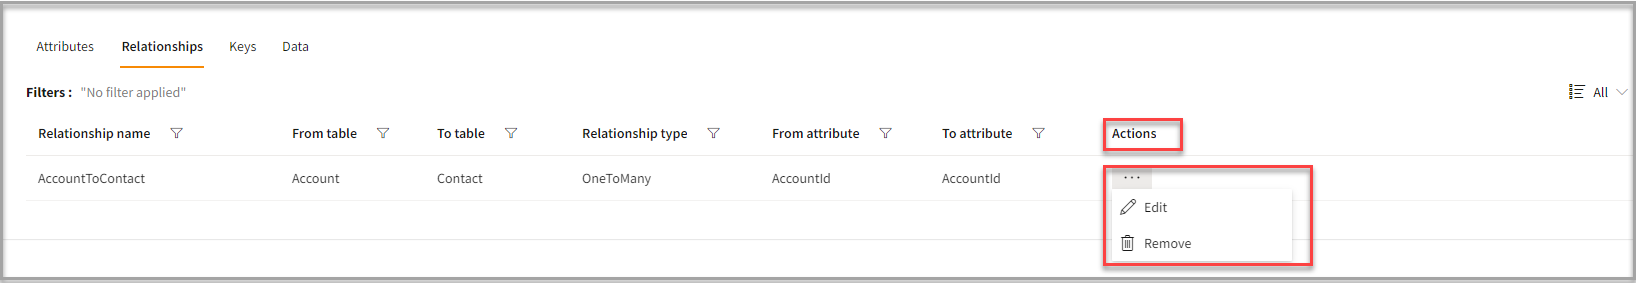 Attributes Relationships Keys Data
Filters : "No filter applied" All
Relationship name From table To table Relationship type From attribute To attribute Actions
AccountToContact Account Contact OneToMany AccountId AccountId ...
Edit
Remove